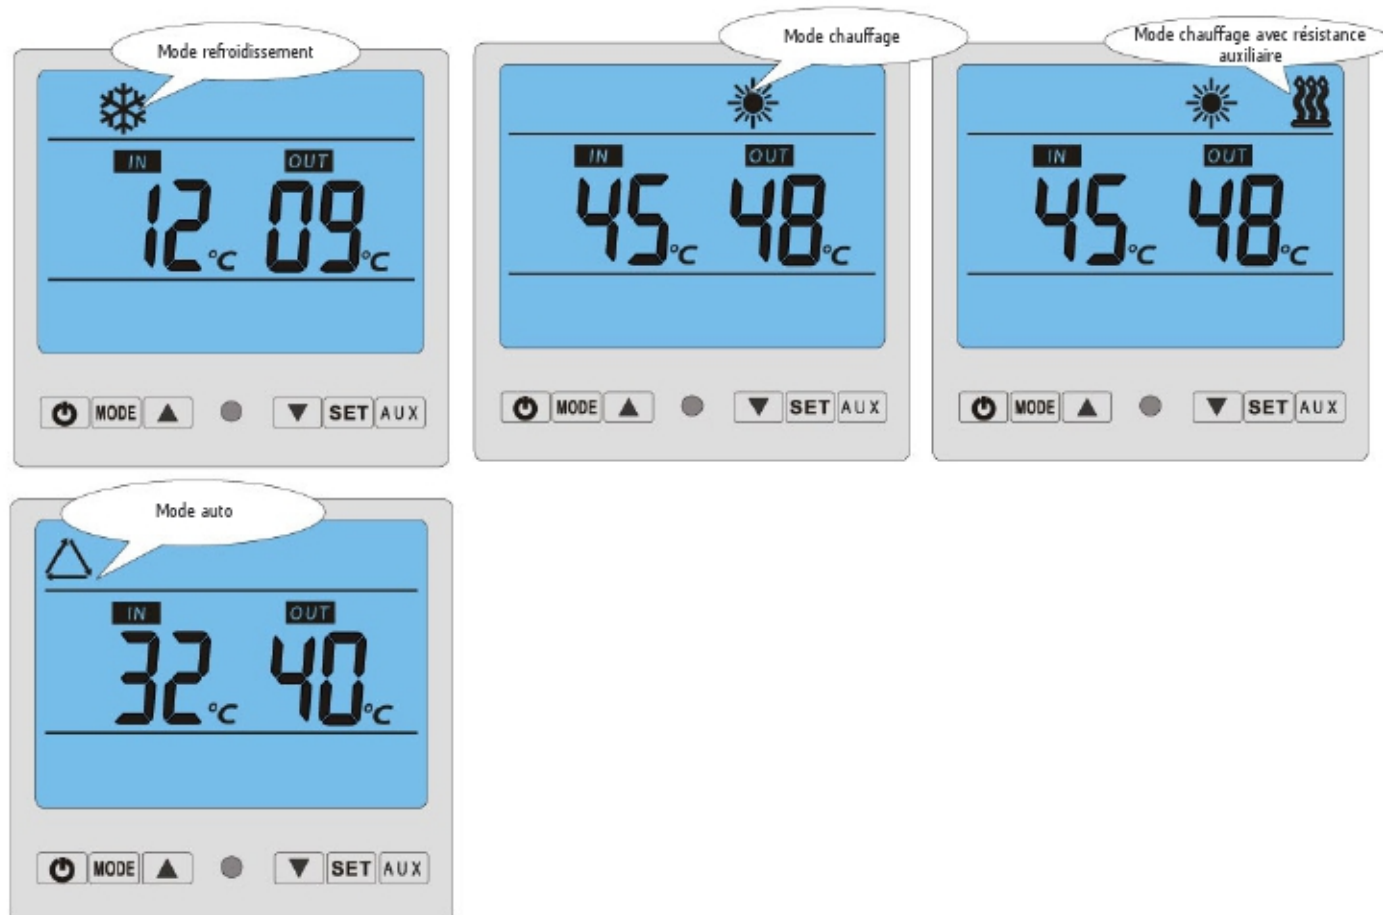 Mode refroidissement
IN OUT
12 °C 09 °C
MODE SET AUX
Mode chauffage
IN OUT
45 °C 48 °C
MODE SET AUX
Mode chauffage avec résistance
auxiliaire
IN OUT
45 °C 48 °C
MODE SET AUX
Mode auto
IN OUT
32 °C 40 °C
MODE SET AUX